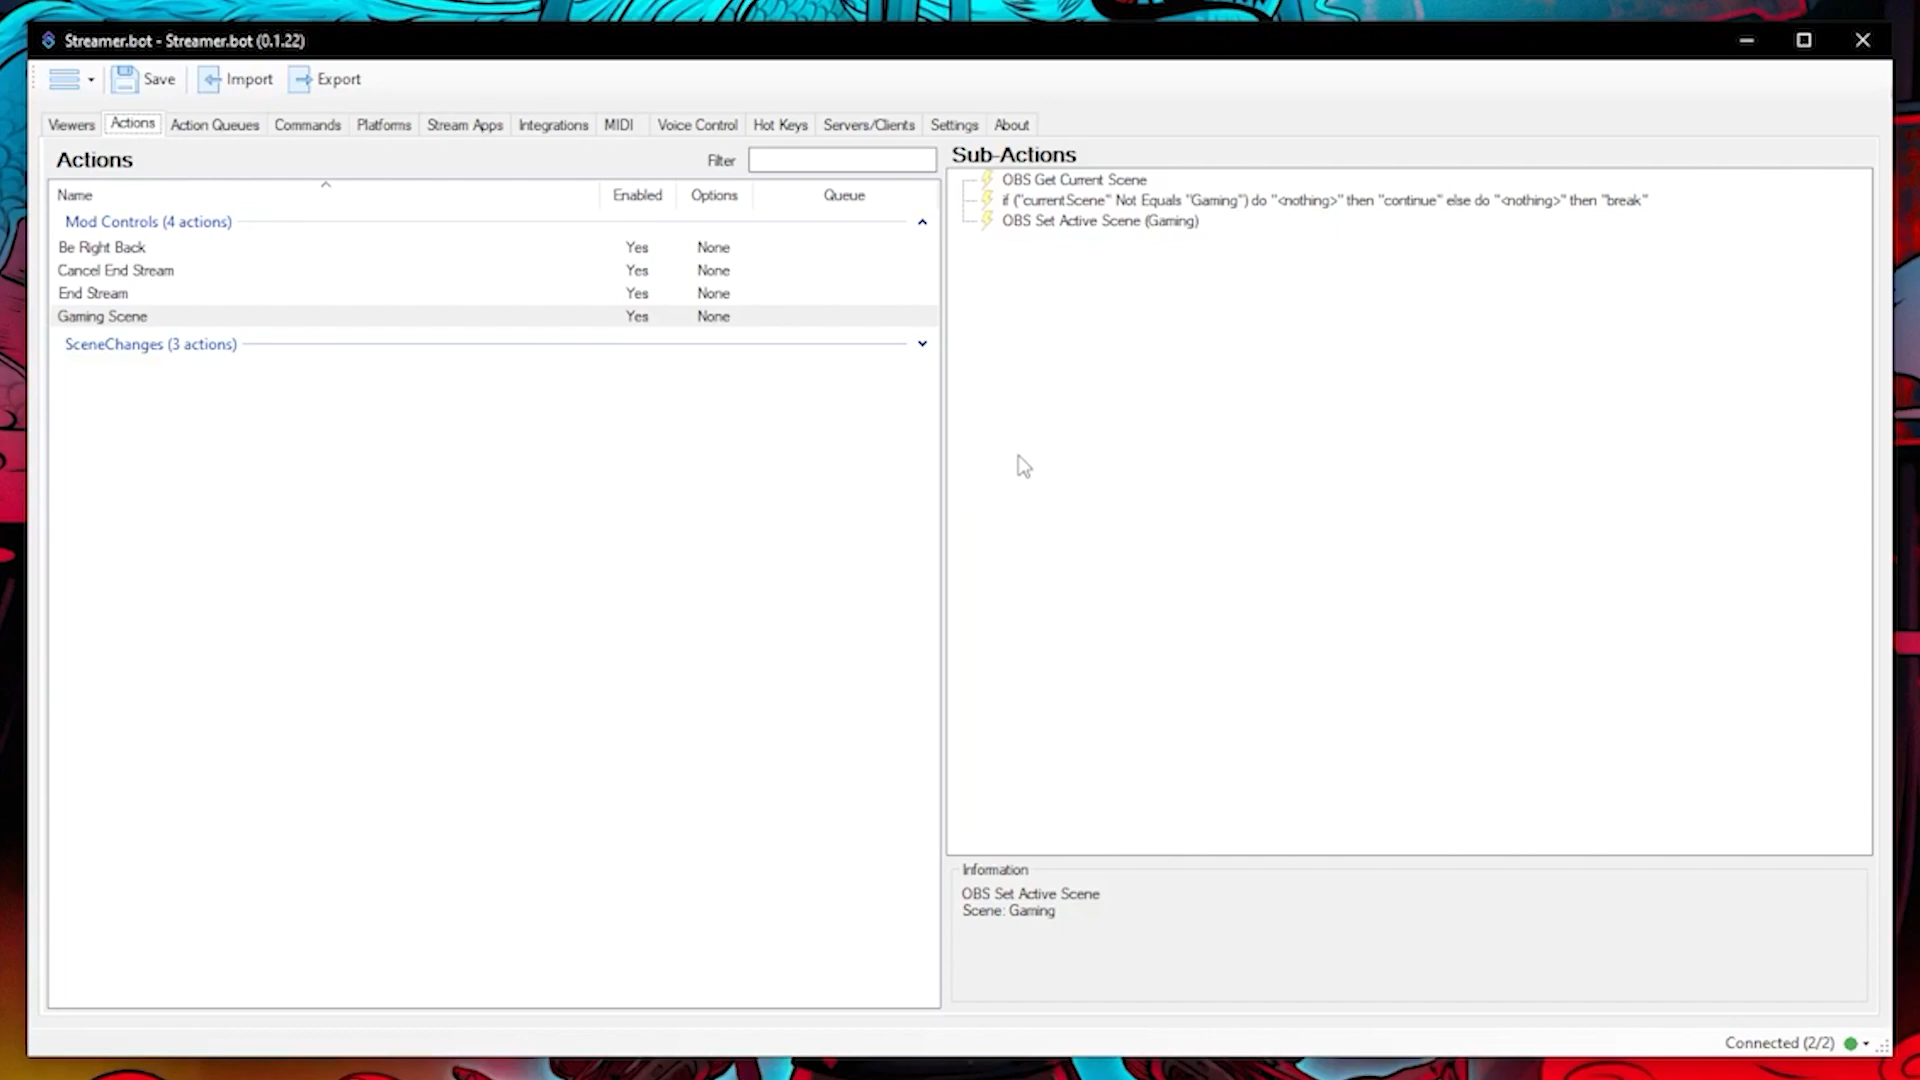 Streamer.bot - Streamer.bot (0.1.22)
Save Import Export
Viewers Actions Action Queues Commands Platforms Stream Apps Integrations MIDI Voice Control Hot Keys Servers/Clients Settings About
Actions
Filter
Name Enabled Options Queue
Mod Controls (4 actions)
Be Right Back Yes None
Cancel End Stream Yes None
End Stream Yes None
Gaming Scene Yes None
SceneChanges (3 actions)
Sub-Actions
OBS Get Current Scene
if ("currentScene" Not Equals "Gaming") do "<nothing>" then "continue" else do "<nothing>" then "break"
OBS Set Active Scene (Gaming)
Information
OBS Set Active Scene
Scene: Gaming
Connected (2/2)